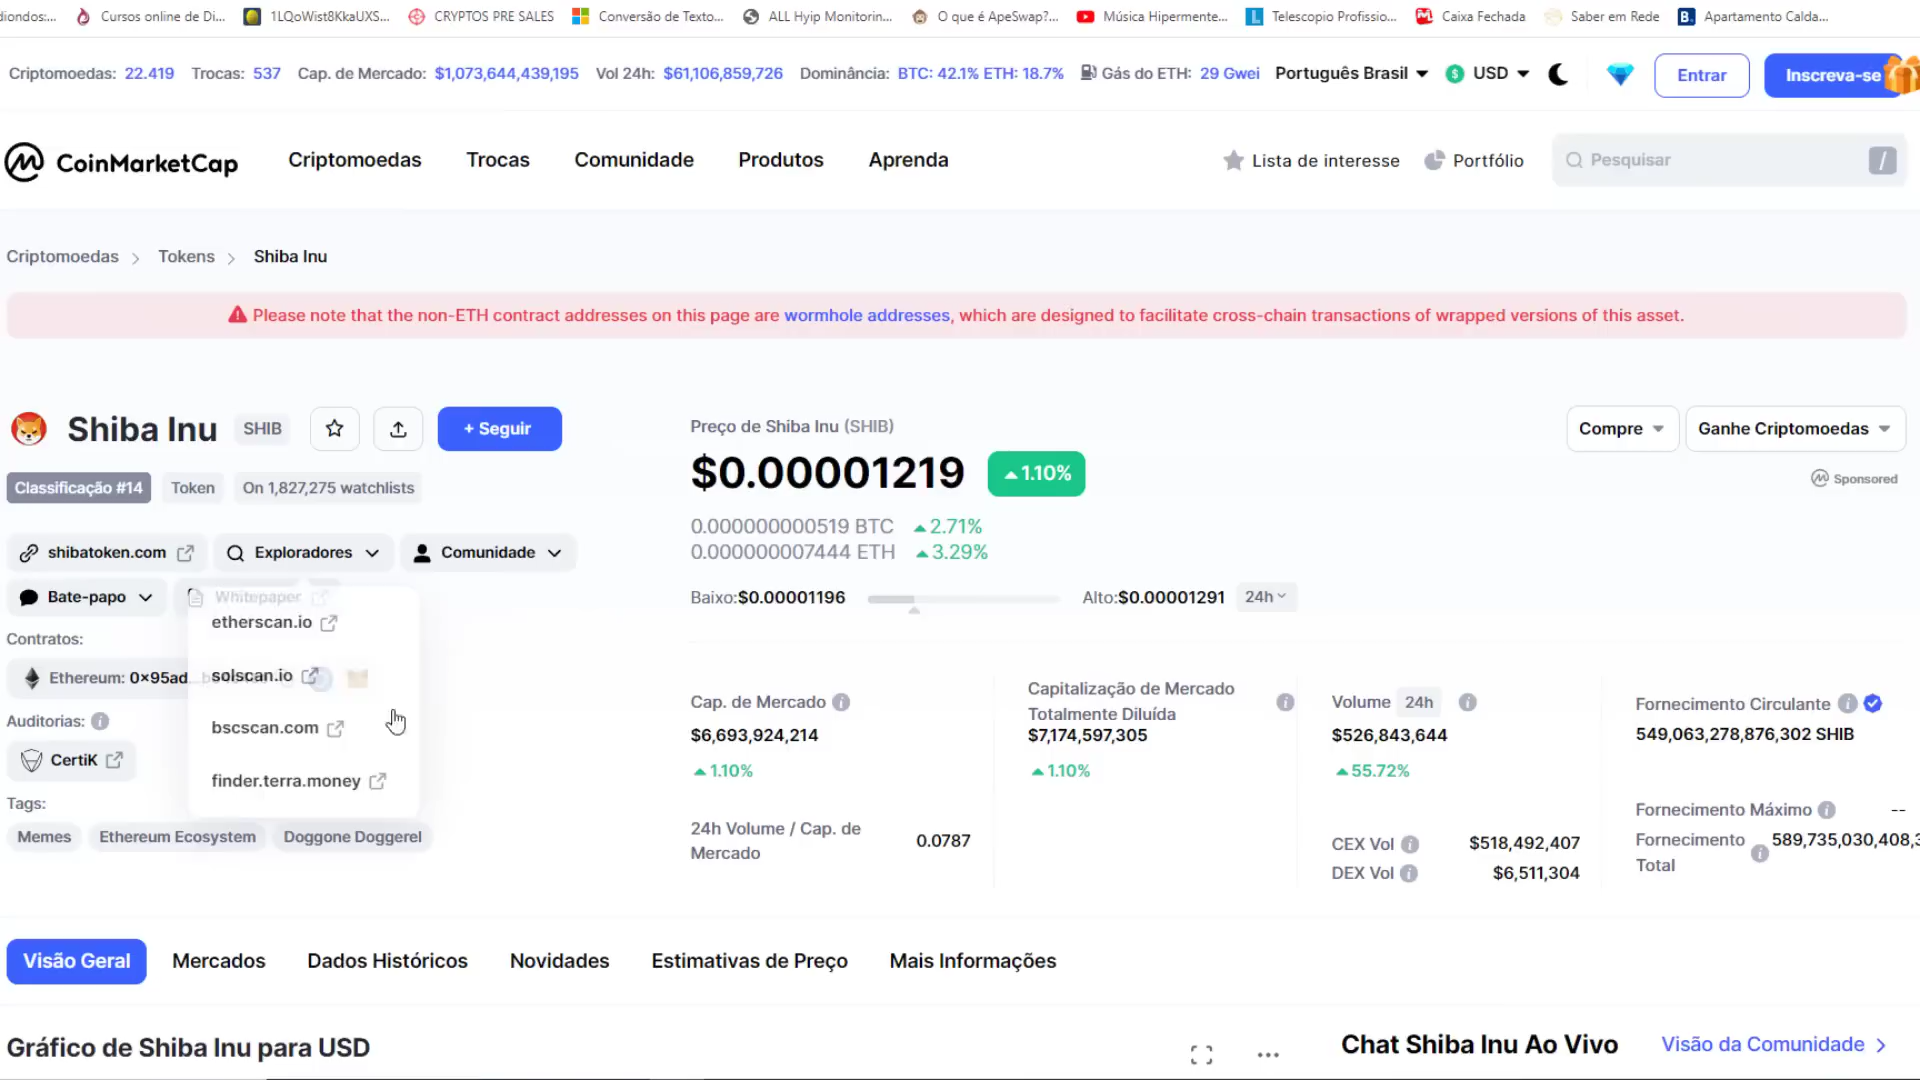 diondos:...
Cursos online de Di...
1LQoWist8KkaUXS...
CRYPTOS PRE SALES
Conversão de Texto...
ALL Hyip Monitorin...
O que é ApeSwap?...
Música Hipermente...
Telescopio Profissio...
Caixa Fechada
Saber em Rede
B.
Apartamento Calda...
Criptomoedas: 22.419 Trocas: 537 Cap. de Mercado: $1,073,644,439,195 Vol 24h: $61,106,859,726 Dominância: BTC: 42.1% ETH: 18.7% Gás do ETH: 29 Gwei Português Brasil USD Entrar Inscreva-se
CoinMarketCap
Criptomoedas Trocas Comunidade Produtos Aprenda
Lista de interesse Portfólio Pesquisar /
Criptomoedas Tokens Shiba Inu
Please note that the non-ETH contract addresses on this page are wormhole addresses, which are designed to facilitate cross-chain transactions of wrapped versions of this asset.
Shiba Inu SHIB + Seguir
Classificação #14 Token On 1,827,275 watchlists
shibatoken.com Exploradores Comunidade
Bate-papo Whitepaper
etherscan.io
solscan.io
bscscan.com
finder.terra.money
Contratos:
Ethereum: 0x95ad
Auditorias:
CertiK
Tags:
Memes Ethereum Ecosystem Doggone Doggerel
Preço de Shiba Inu (SHIB)
$0.00001219 1.10%
0.000000000519 BTC 2.71%
0.000000007444 ETH 3.29%
Baixo:$0.00001196 Alto:$0.00001291 24h
Compre Ganhe Criptomoedas
Sponsored
Cap. de Mercado
$6,693,924,214
1.10%
24h Volume / Cap. de
Mercado
0.0787
Capitalização de Mercado
Totalmente Diluída
$7,174,597,305
1.10%
Volume 24h
$526,843,644
55.72%
CEX Vol $518,492,407
DEX Vol $6,511,304
Fornecimento Circulante
549,063,278,876,302 SHIB
Fornecimento Máximo --
Fornecimento
Total
589,735,030,408,3
Visão Geral Mercados Dados Históricos Novidades Estimativas de Preço Mais Informações
Gráfico de Shiba Inu para USD
Chat Shiba Inu Ao Vivo Visão da Comunidade